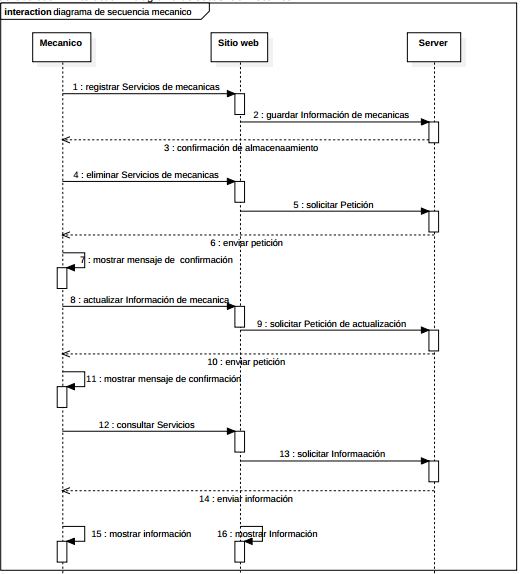 interaction diagrama de secuencia mecanico
Mecanico
Sitio web
Server
1 : registrar Servicios de mecanicas
2 : guardar Información de mecanicas
3 : confirmación de almacenaamiento
4 : eliminar Servicios de mecanicas
5 : solicitar Petición
6 : enviar petición
7 : mostrar mensaje de confirmación
8 : actualizar Información de mecanica
9 : solicitar Petición de actualización
10 : enviar petición
11 : mostrar mensaje de confirmación
12 : consultar Servicios
13 : solicitar Informaación
14 : enviar información
15 : mostrar información
16 : mostrar Información